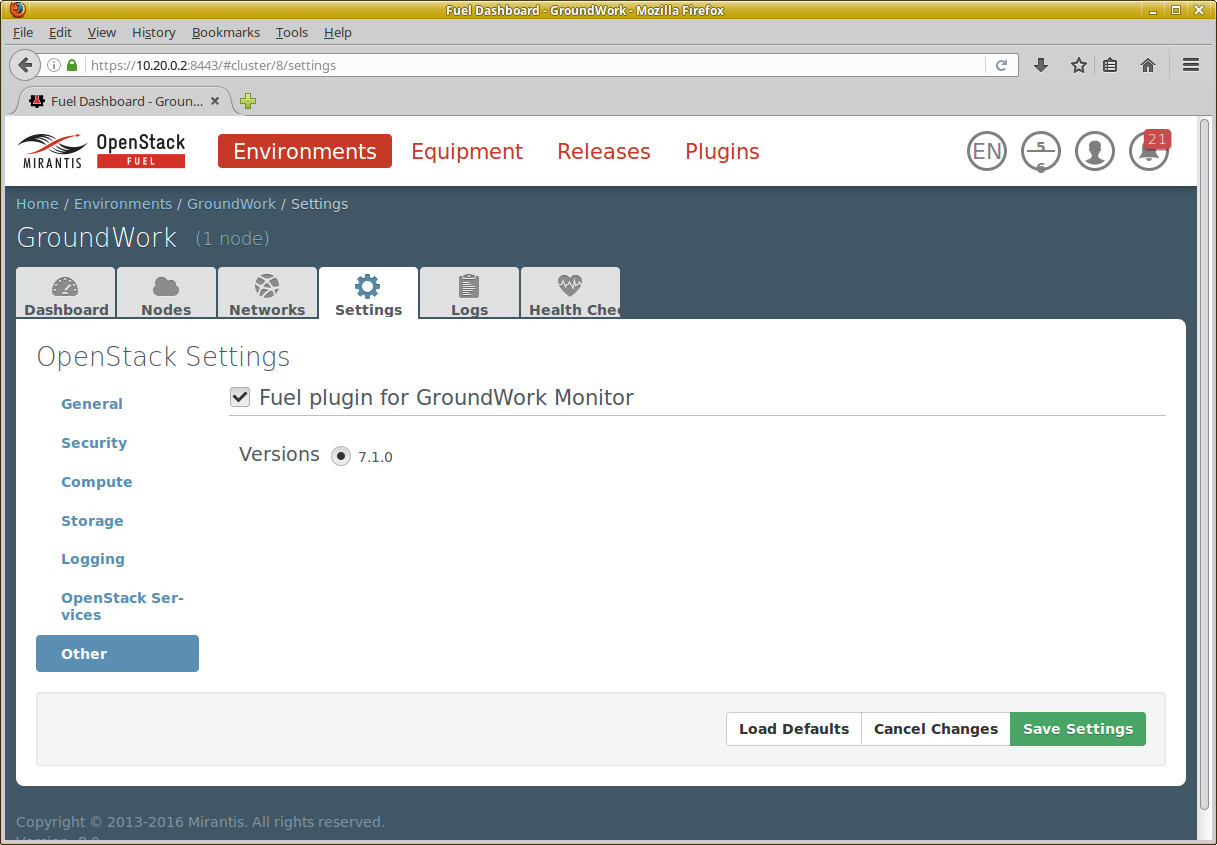 Fuel Dashboard - GroundWork - Mozilla Firefox
File Edit View History Bookmarks Tools Help
https://10.20.0.2:8443/#cluster/8/settings
Fuel Dashboard - Groun...
MIRANTIS
OpenStack
FUEL
Environments Equipment Releases Plugins
EN
5
6
21
Home / Environments / GroundWork / Settings
GroundWork (1 node)
Dashboard Nodes Networks Settings Logs Health Chec
OpenStack Settings
General
Security
Compute
Storage
Logging
OpenStack Ser-
vices
Other
Fuel plugin for GroundWork Monitor
Versions 7.1.0
Load Defaults Cancel Changes Save Settings
Copyright © 2013-2016 Mirantis. All rights reserved.